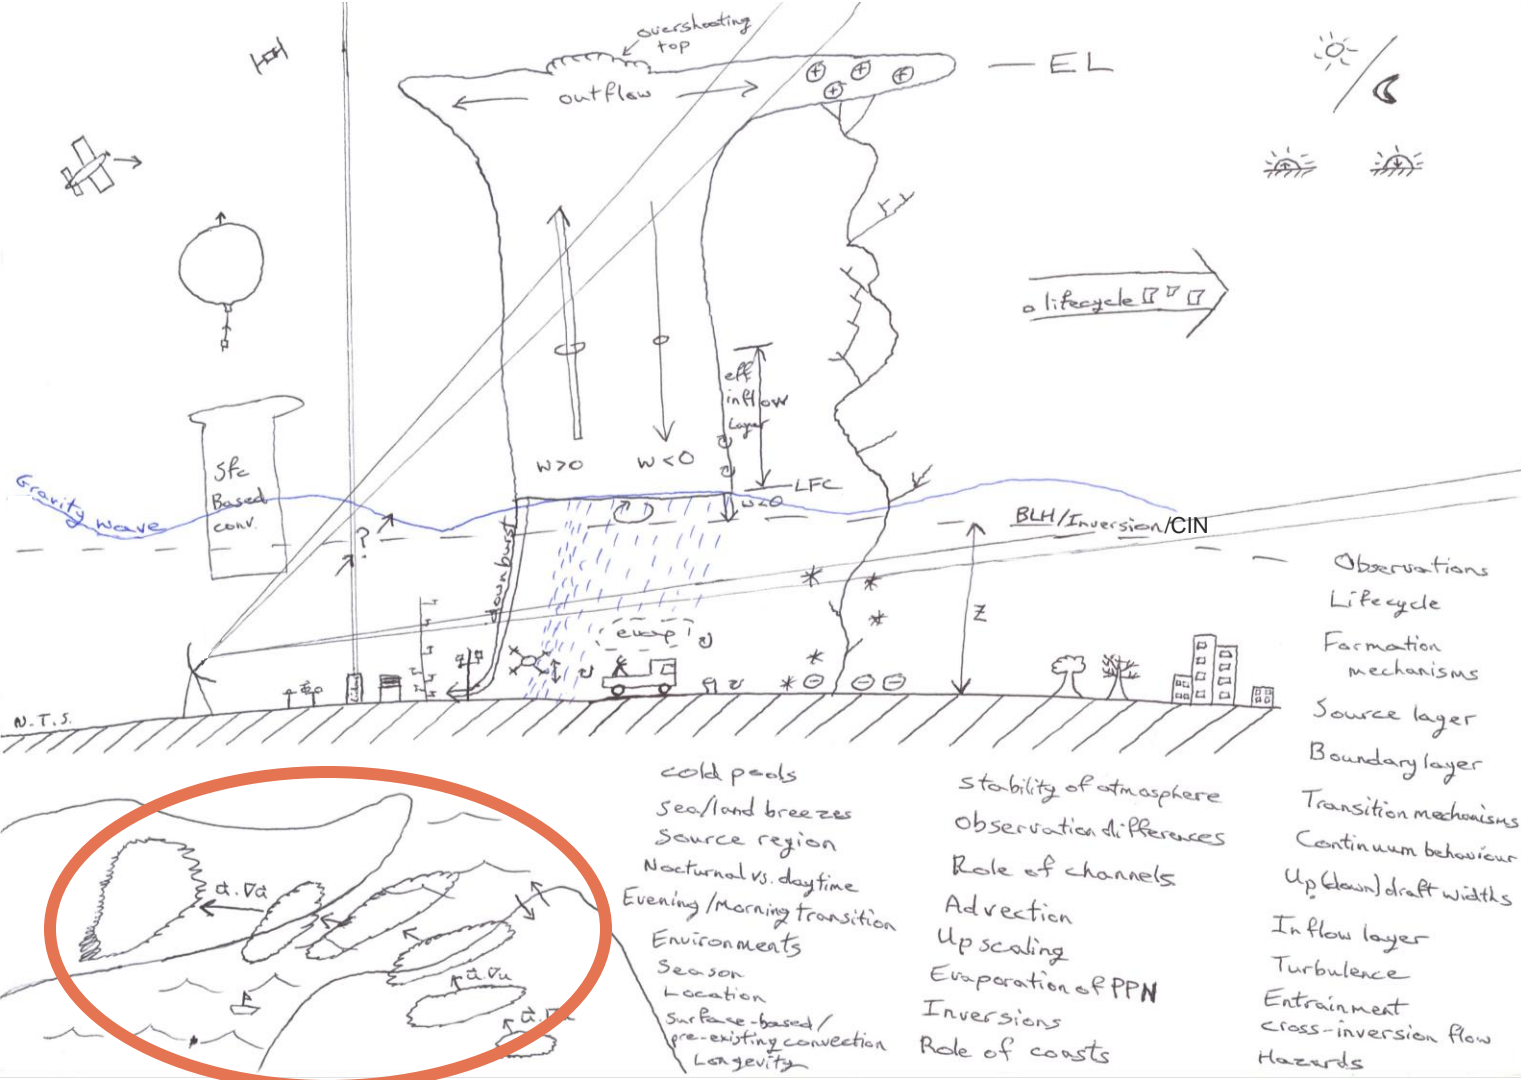 overshooting
top
EL
outflow
lifecycle
eff
inflow
layer
Sfc
Based
conv.
w>0
w<0
LFC
w<0
Gravity wave
?
BLH/Inversion/CIN
downburst
evap
Z
N.T.S.
Observations
Lifecycle
Formation
mechanisms
Source layer
Boundary layer
Transition mechanisms
Continuum behaviour
Up(down)draft widths
Inflow layer
Turbulence
Entrainment
cross-inversion flow
Hazards
cold pools
sea/land breezes
Source region
Nocturnal vs. daytime
Evening/Morning transition
Environments
Season
Location
surface-based/
pre-existing convection
Longevity
stability of atmosphere
Observation differences
Role of channels
Advection
Upscaling
Evaporation of PPN
Inversions
Role of coasts
u⃗.∇u
u⃗.∇u